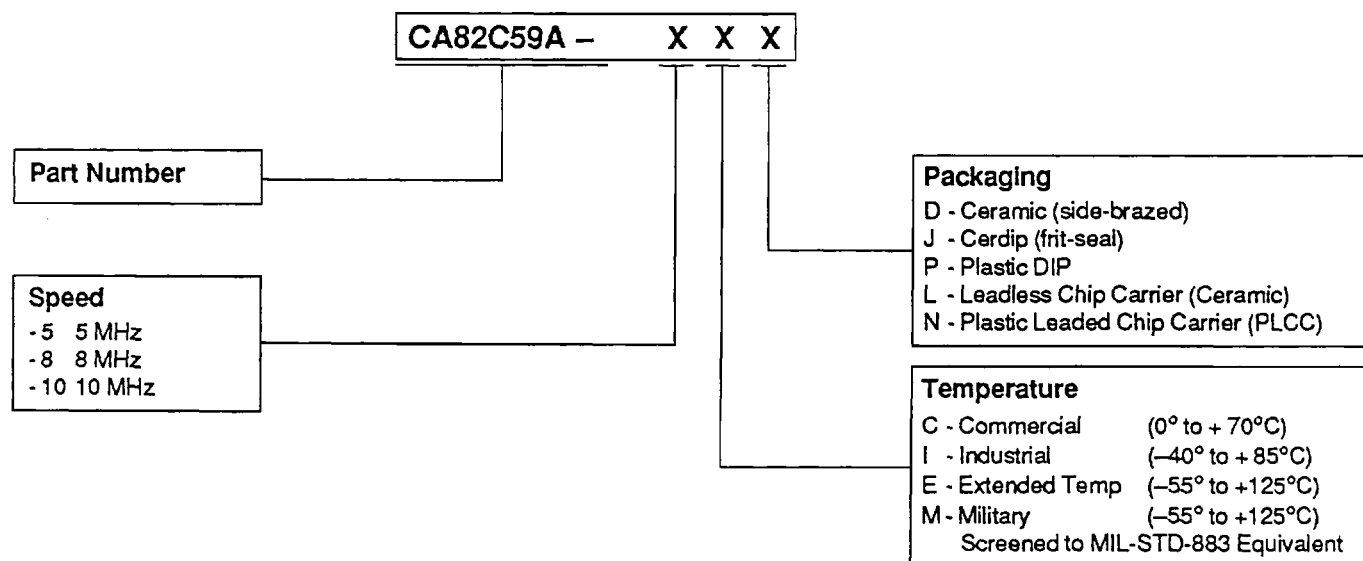 CA82C59A – X X X
Part Number
Speed
-5 5 MHz
-8 8 MHz
-10 10 MHz
Packaging
D - Ceramic (side-brazed)
J - Cerdip (frit-seal)
P - Plastic DIP
L - Leadless Chip Carrier (Ceramic)
N - Plastic Leaded Chip Carrier (PLCC)
Temperature
C - Commercial (0° to + 70°C)
I - Industrial (–40° to + 85°C)
E - Extended Temp (–55° to +125°C)
M - Military (–55° to +125°C)
Screened to MIL-STD-883 Equivalent